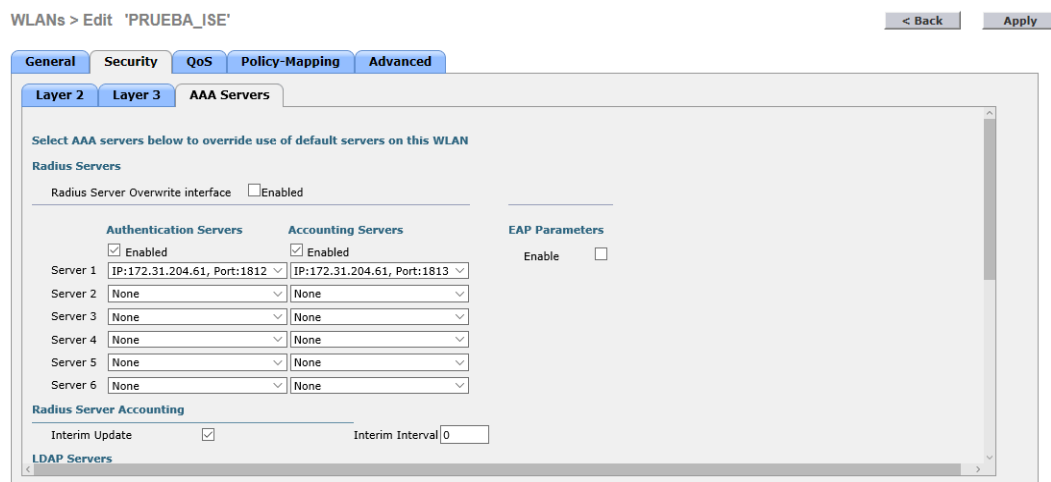 WLANs > Edit 'PRUEBA_ISE'
< Back
Apply
General Security QoS Policy-Mapping Advanced
Layer 2 Layer 3 AAA Servers
Select AAA servers below to override use of default servers on this WLAN
Radius Servers
Radius Server Overwrite interface Enabled
Authentication Servers Accounting Servers EAP Parameters
Enabled Enabled Enable
Server 1 IP:172.31.204.61, Port:1812 IP:172.31.204.61, Port:1813
Server 2 None None
Server 3 None None
Server 4 None None
Server 5 None None
Server 6 None None
Radius Server Accounting
Interim Update Interim Interval 0
LDAP Servers